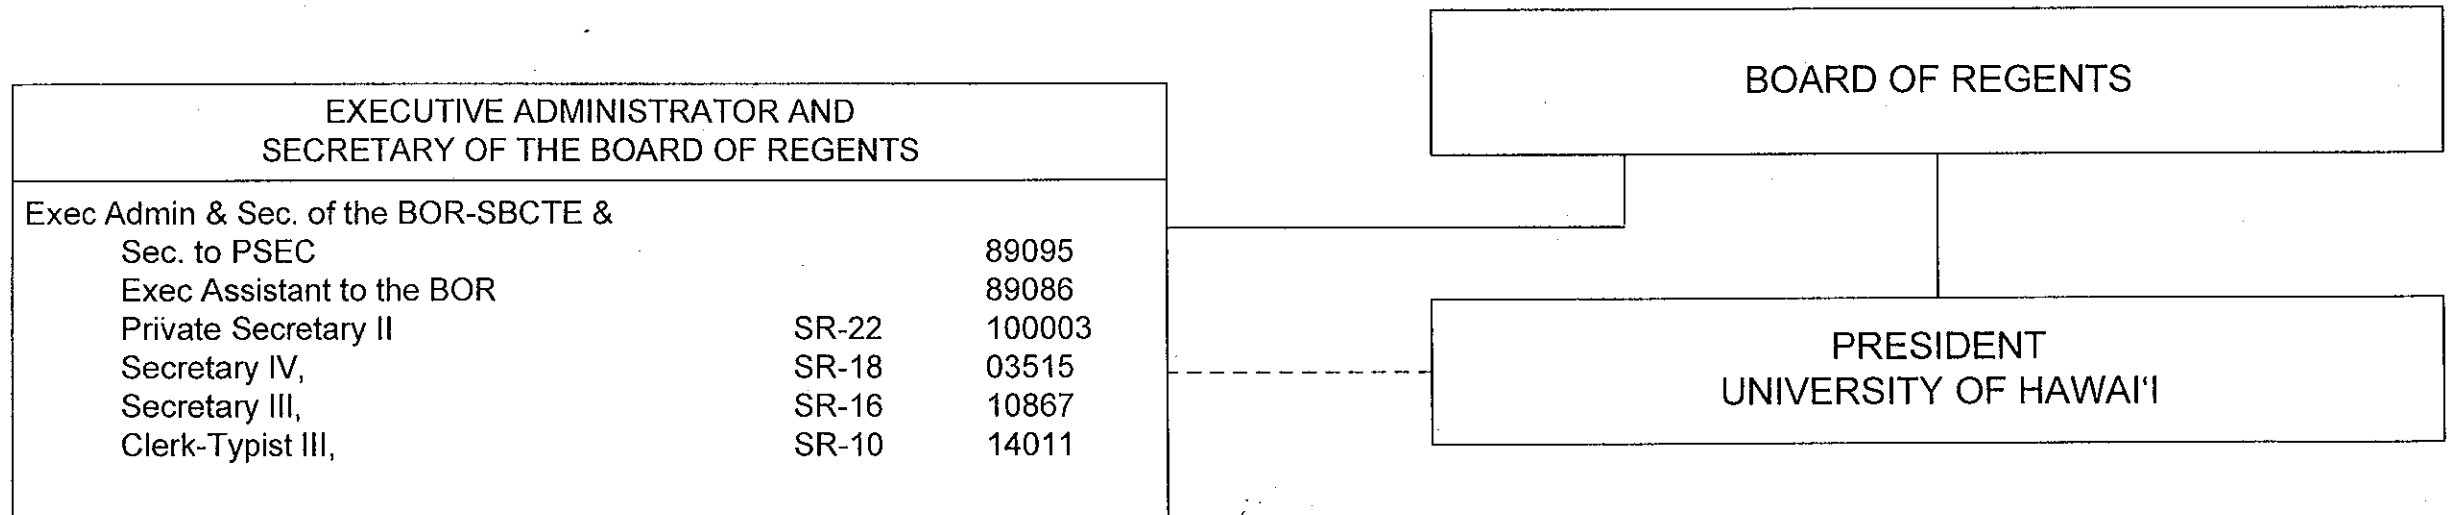 BOARD OF REGENTS
EXECUTIVE ADMINISTRATOR AND
SECRETARY OF THE BOARD OF REGENTS
Exec Admin & Sec. of the BOR-SBCTE &
Sec. to PSEC 89095
Exec Assistant to the BOR 89086
Private Secretary II SR-22 100003
Secretary IV, SR-18 03515
Secretary III, SR-16 10867
Clerk-Typist III, SR-10 14011
PRESIDENT
UNIVERSITY OF HAWAI‘I